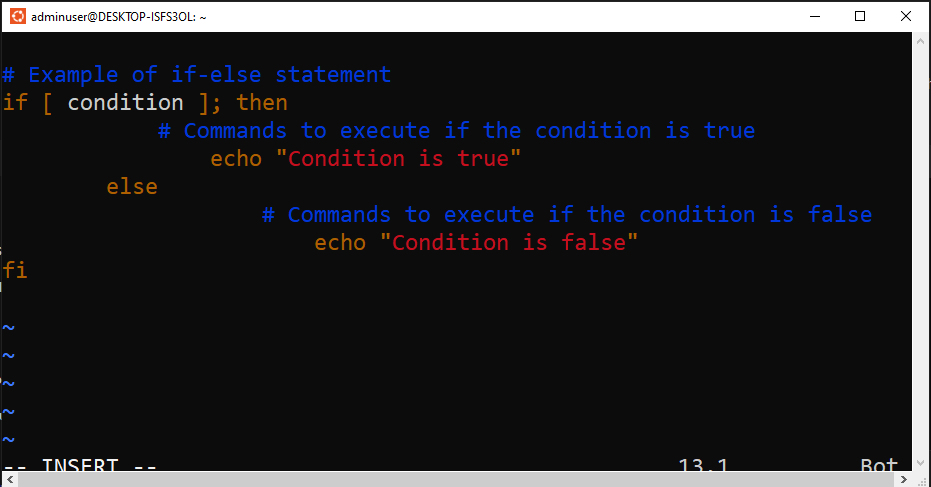 adminuser@DESKTOP-ISFS3OL: ~
# Example of if-else statement
if [ condition ]; then
# Commands to execute if the condition is true
echo "Condition is true"
else
# Commands to execute if the condition is false
echo "Condition is false"
fi
~
~
~
~
~
-- INSERT -- 13,1 Bot